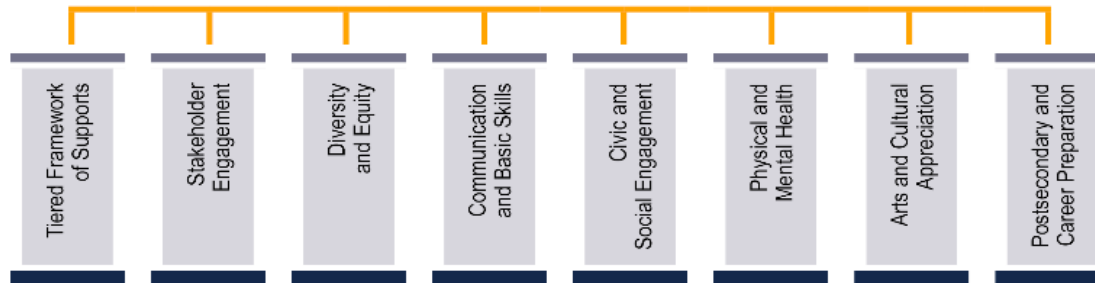 Tiered Framework
of Supports
Stakeholder
Engagement
Diversity
and Equity
Communication
and Basic Skills
Civic and
Social Engagement
Physical and
Mental Health
Arts and Cultural
Appreciation
Postsecondary and
Career Preparation